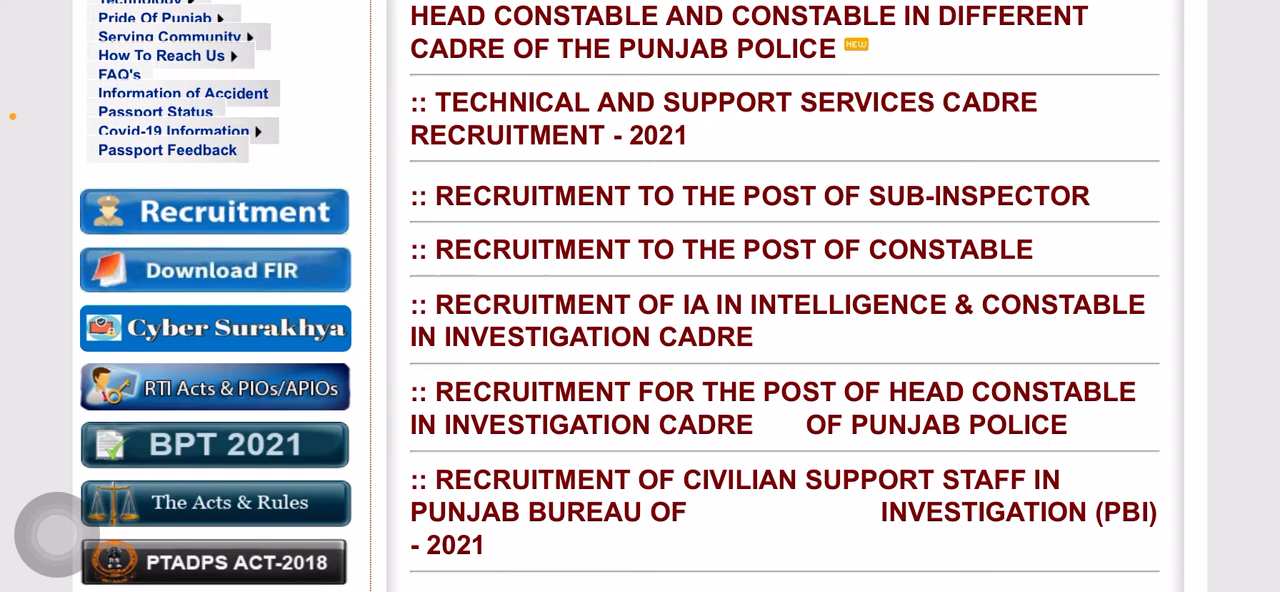 Technology
Pride Of Punjab
Serving Community
How To Reach Us
FAQ's
Information of Accident
Passport Status
Covid-19 Information
Passport Feedback
Recruitment
Download FIR
Cyber Surakhya
RTI Acts & PIOs/APIOs
BPT 2021
The Acts & Rules
PTADPS ACT-2018
HEAD CONSTABLE AND CONSTABLE IN DIFFERENT
CADRE OF THE PUNJAB POLICE NEW
:: TECHNICAL AND SUPPORT SERVICES CADRE
RECRUITMENT - 2021
:: RECRUITMENT TO THE POST OF SUB-INSPECTOR
:: RECRUITMENT TO THE POST OF CONSTABLE
:: RECRUITMENT OF IA IN INTELLIGENCE & CONSTABLE
IN INVESTIGATION CADRE
:: RECRUITMENT FOR THE POST OF HEAD CONSTABLE
IN INVESTIGATION CADRE OF PUNJAB POLICE
:: RECRUITMENT OF CIVILIAN SUPPORT STAFF IN
PUNJAB BUREAU OF INVESTIGATION (PBI)
- 2021